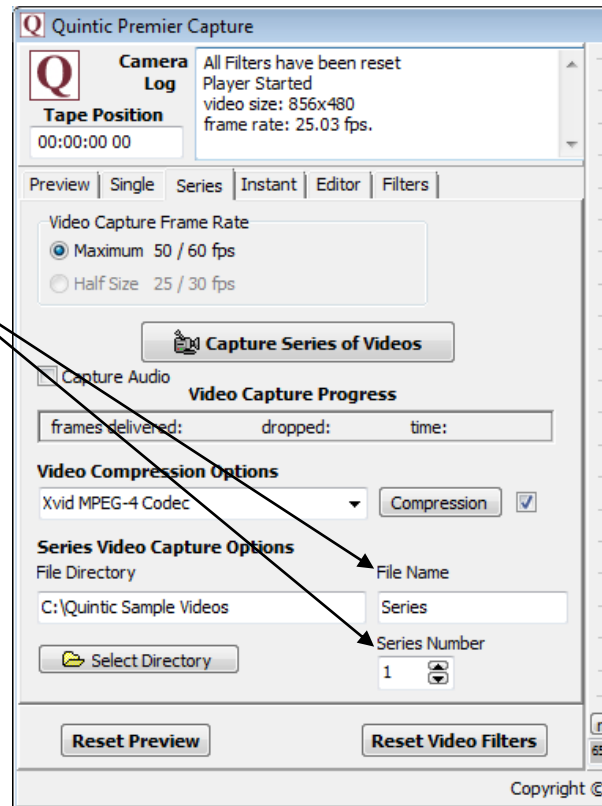 Q Quintic Premier Capture
Q
Camera Log
All Filters have been reset
Player Started
video size: 856x480
frame rate: 25.03 fps.
Tape Position
00:00:00 00
Preview Single Series Instant Editor Filters
Video Capture Frame Rate
Maximum 50 / 60 fps
Half Size 25 / 30 fps
Capture Series of Videos
Capture Audio
Video Capture Progress
frames delivered: dropped: time:
Video Compression Options
Xvid MPEG-4 Codec Compression
Series Video Capture Options
File Directory File Name
C:\Quintic Sample Videos Series
Series Number
Select Directory 1
Reset Preview Reset Video Filters
Copyright ©